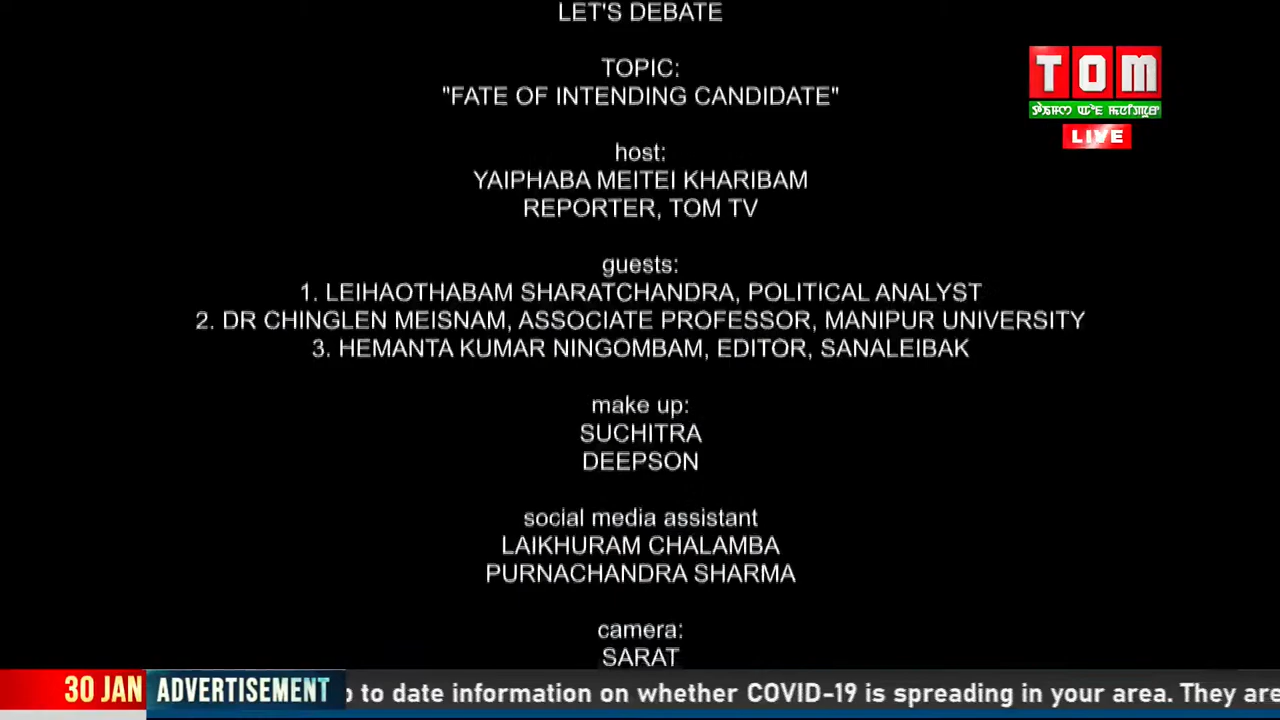 LET'S DEBATE
TOPIC:
"FATE OF INTENDING CANDIDATE"
host:
YAIPHABA MEITEI KHARIBAM
REPORTER, TOM TV
guests:
1. LEIHAOTHABAM SHARATCHANDRA, POLITICAL ANALYST
2. DR CHINGLEN MEISNAM, ASSOCIATE PROFESSOR, MANIPUR UNIVERSITY
3. HEMANTA KUMAR NINGOMBAM, EDITOR, SANALEIBAK
make up:
SUCHITRA
DEEPSON
social media assistant
LAIKHURAM CHALAMBA
PURNACHANDRA SHARMA
camera:
SARAT
TOM
LIVE
30 JAN
ADVERTISEMENT
to date information on whether COVID-19 is spreading in your area. They are